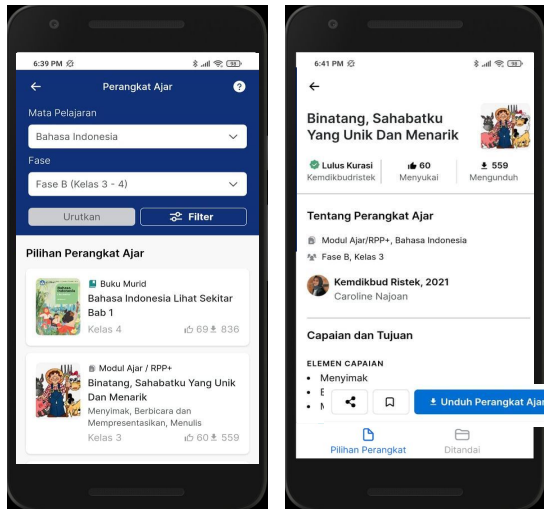 6:39 PM
98
Perangkat Ajar
?
Mata Pelajaran
Bahasa Indonesia
Fase
Fase B (Kelas 3 - 4)
Urutkan
Filter
Pilihan Perangkat Ajar
Buku Murid
Bahasa Indonesia Lihat Sekitar
Bab 1
Kelas 4
69 836
Modul Ajar / RPP+
Binatang, Sahabatku Yang Unik
Dan Menarik
Menyimak, Berbicara dan
Mempresentasikan, Menulis
Kelas 3
60 559
6:41 PM
98
Binatang, Sahabatku
Yang Unik Dan Menarik
Lulus Kurasi
Kemdikbudristek
60
Menyukai
559
Mengunduh
Tentang Perangkat Ajar
Modul Ajar/RPP+, Bahasa Indonesia
Fase B, Kelas 3
Kemdikbud Ristek, 2021
Caroline Najoan
Capaian dan Tujuan
ELEMEN CAPAIAN
Menyimak
Unduh Perangkat Ajar
Pilihan Perangkat
Ditandai